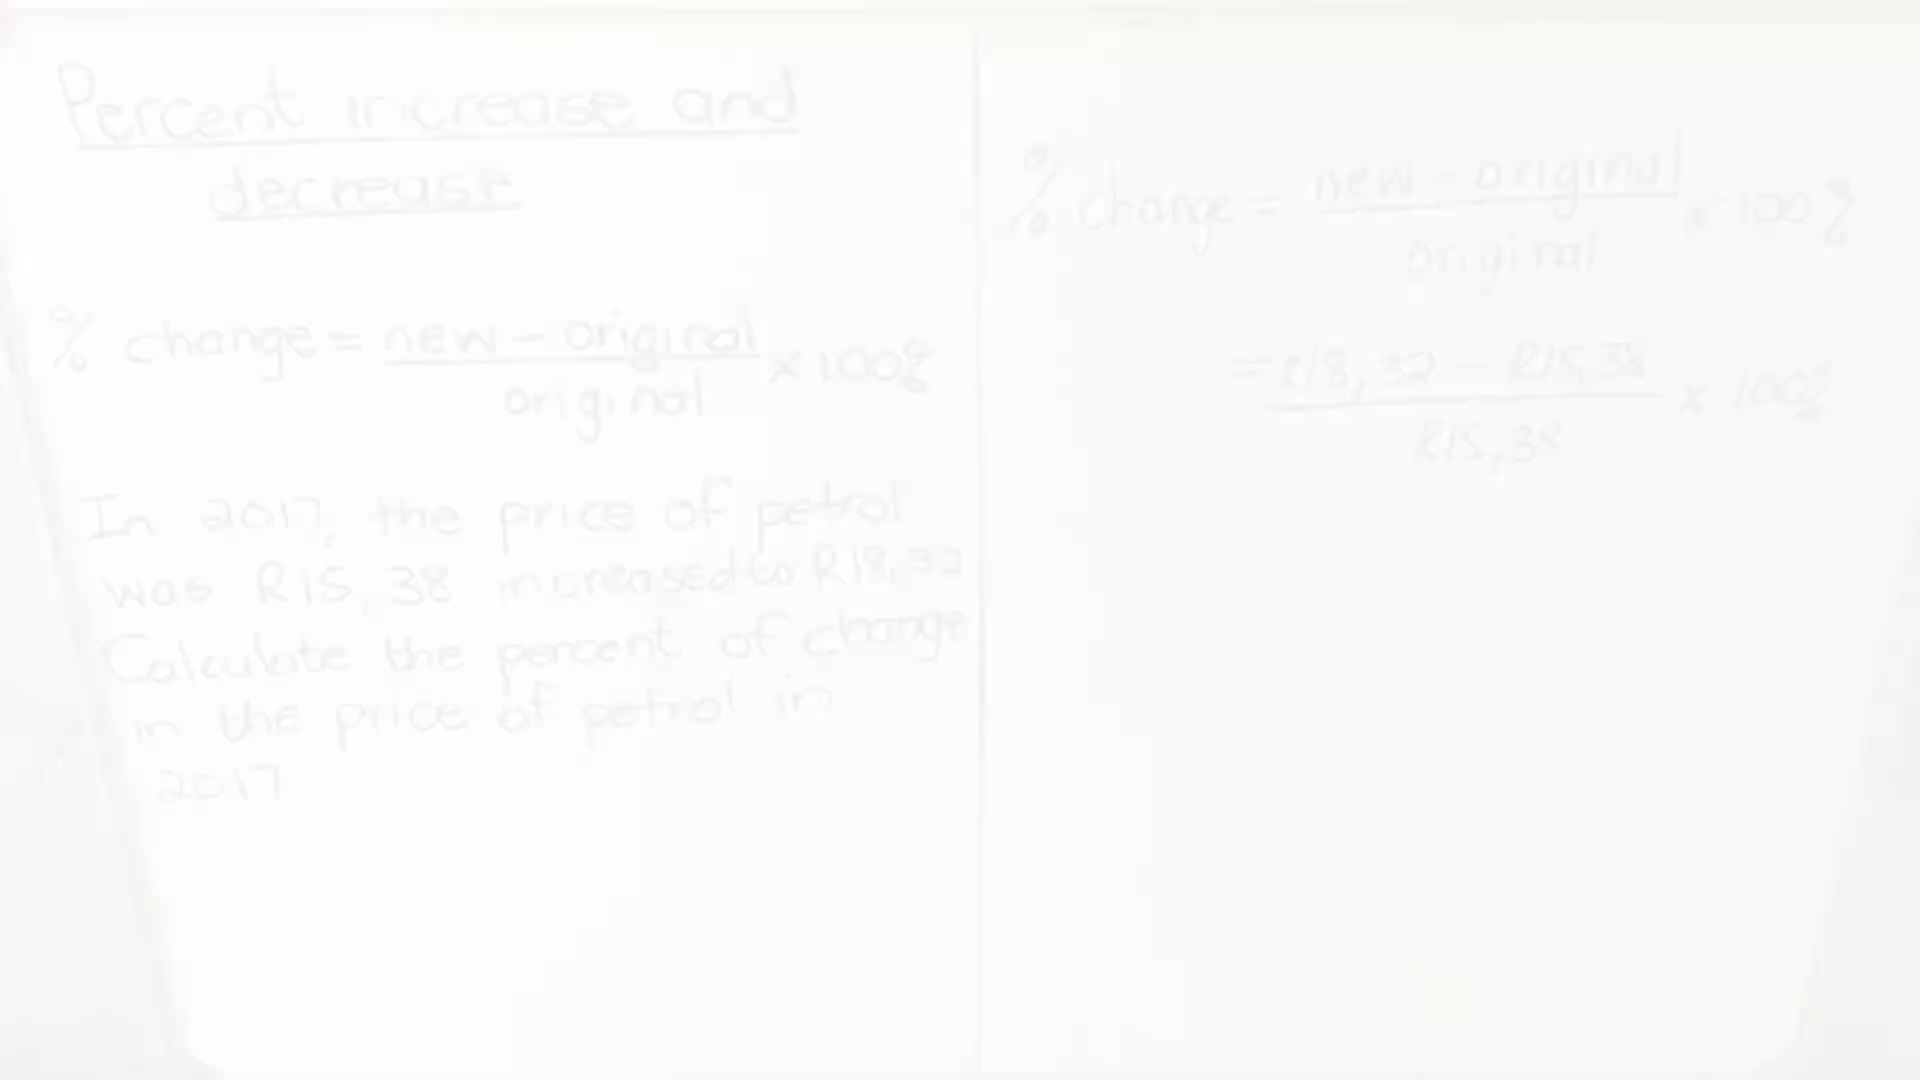 Percent increase and
decrease
% change = new - original / original x 100%
In 2017, the price of petrol
was R15,38 increased to R18,32
Calculate the percent of change
in the price of petrol in
2017
% change = new - original / original x 100%
= R18,32 - R15,38 / R15,38 x 100%